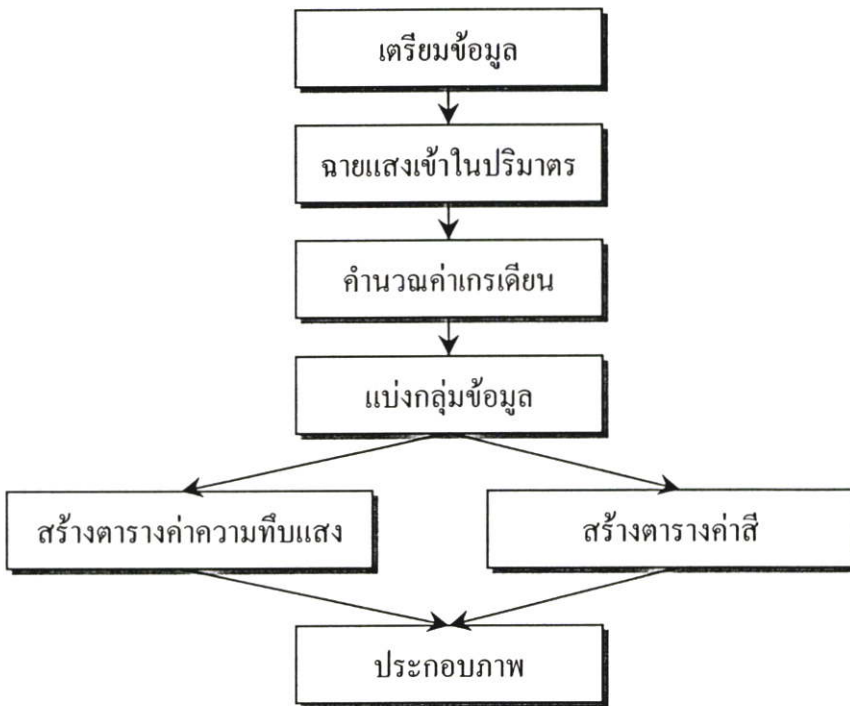 เตรียมข้อมูล
ฉายแสงเข้าในปริมาตร
คำนวณค่าเกรเดียน
แบ่งกลุ่มข้อมูล
สร้างตารางค่าความทึบแสง
สร้างตารางค่าสี
ประกอบภาพ